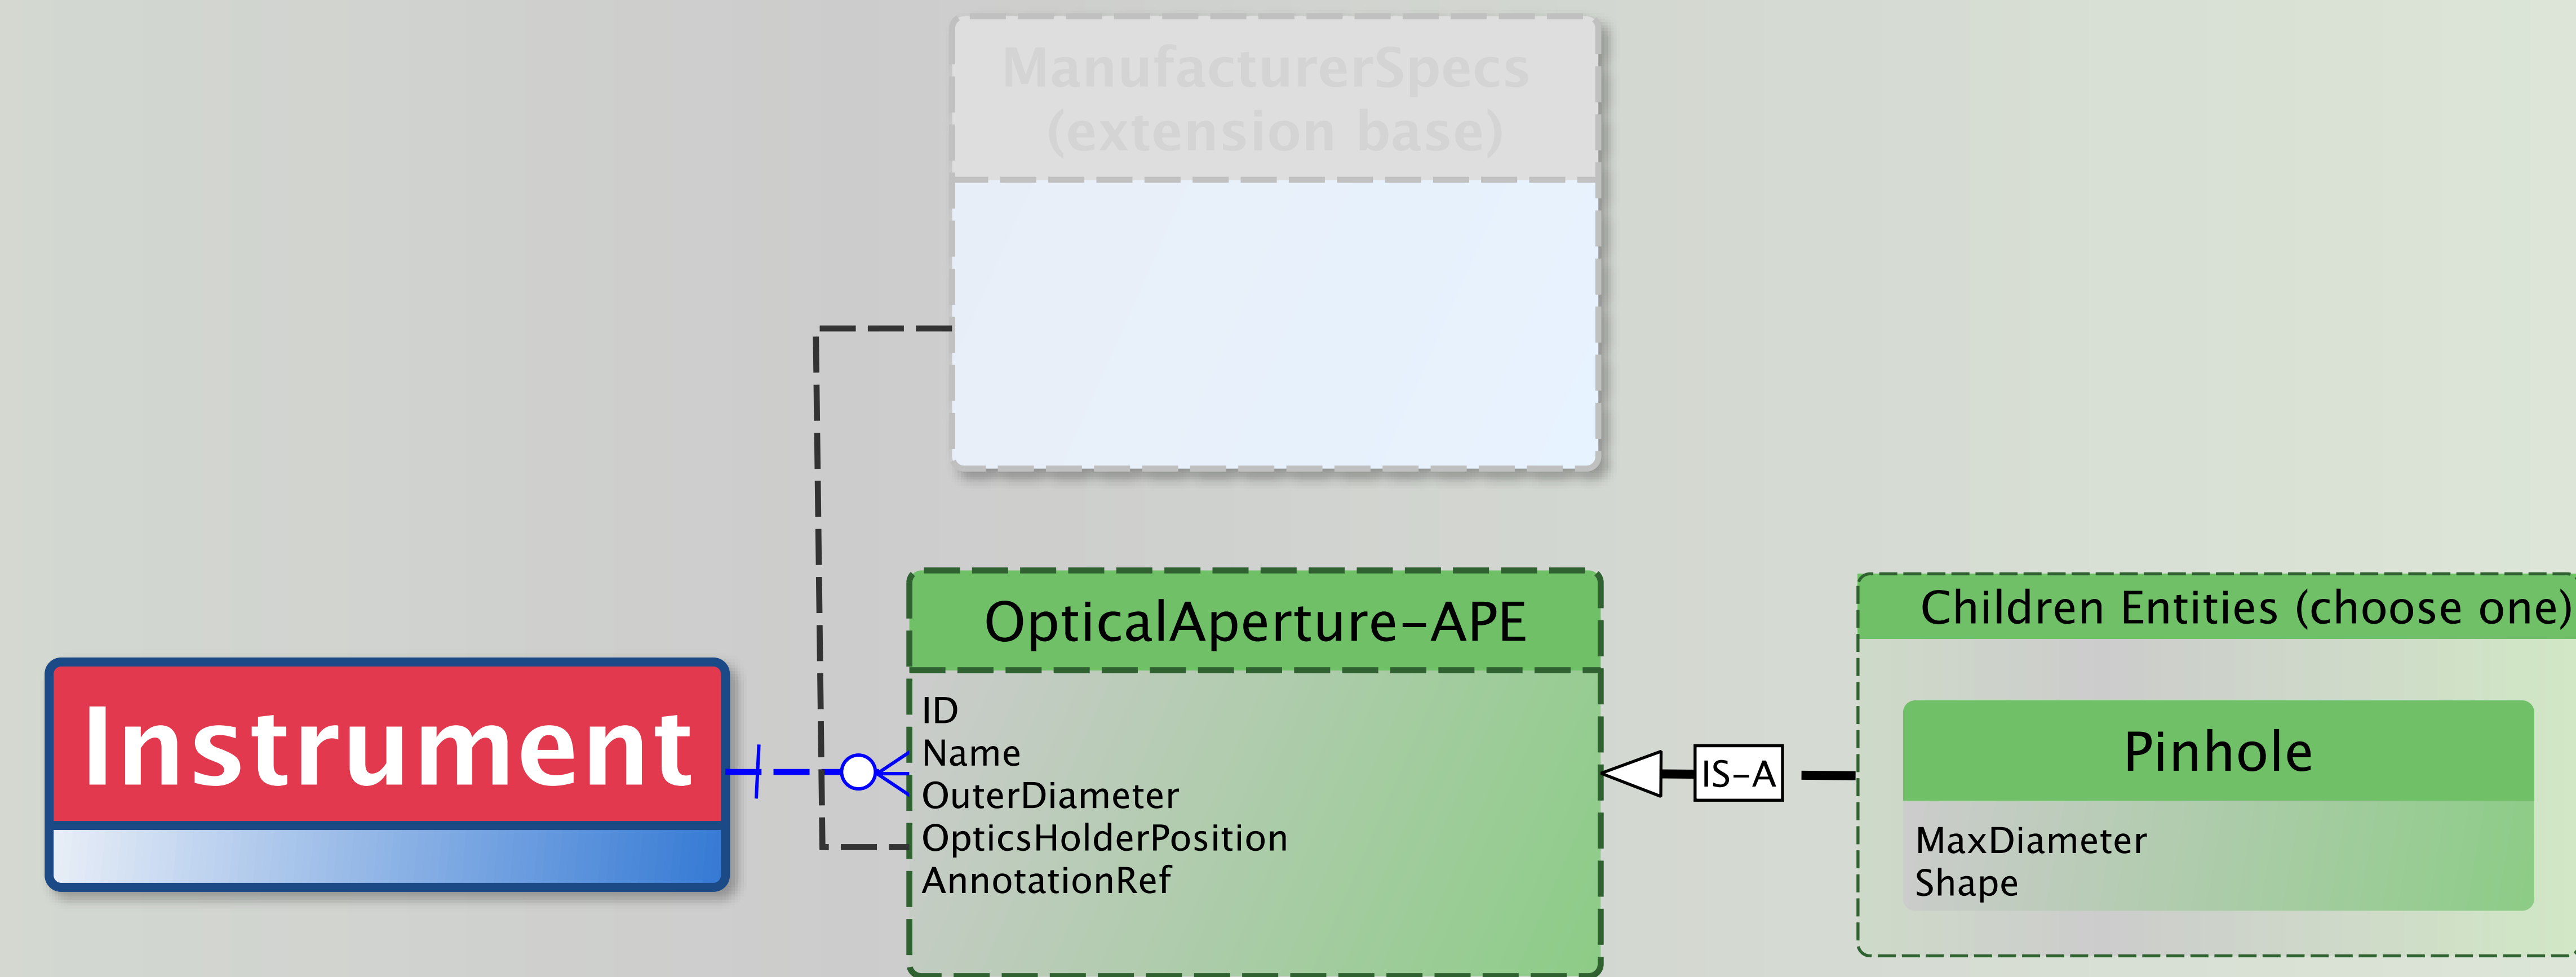 ManufacturerSpecs
(extension base)
OpticalAperture-APE
ID
Name
OuterDiameter
OpticsHolderPosition
AnnotationRef
Instrument
IS-A
Children Entities (choose one)
Pinhole
MaxDiameter
Shape